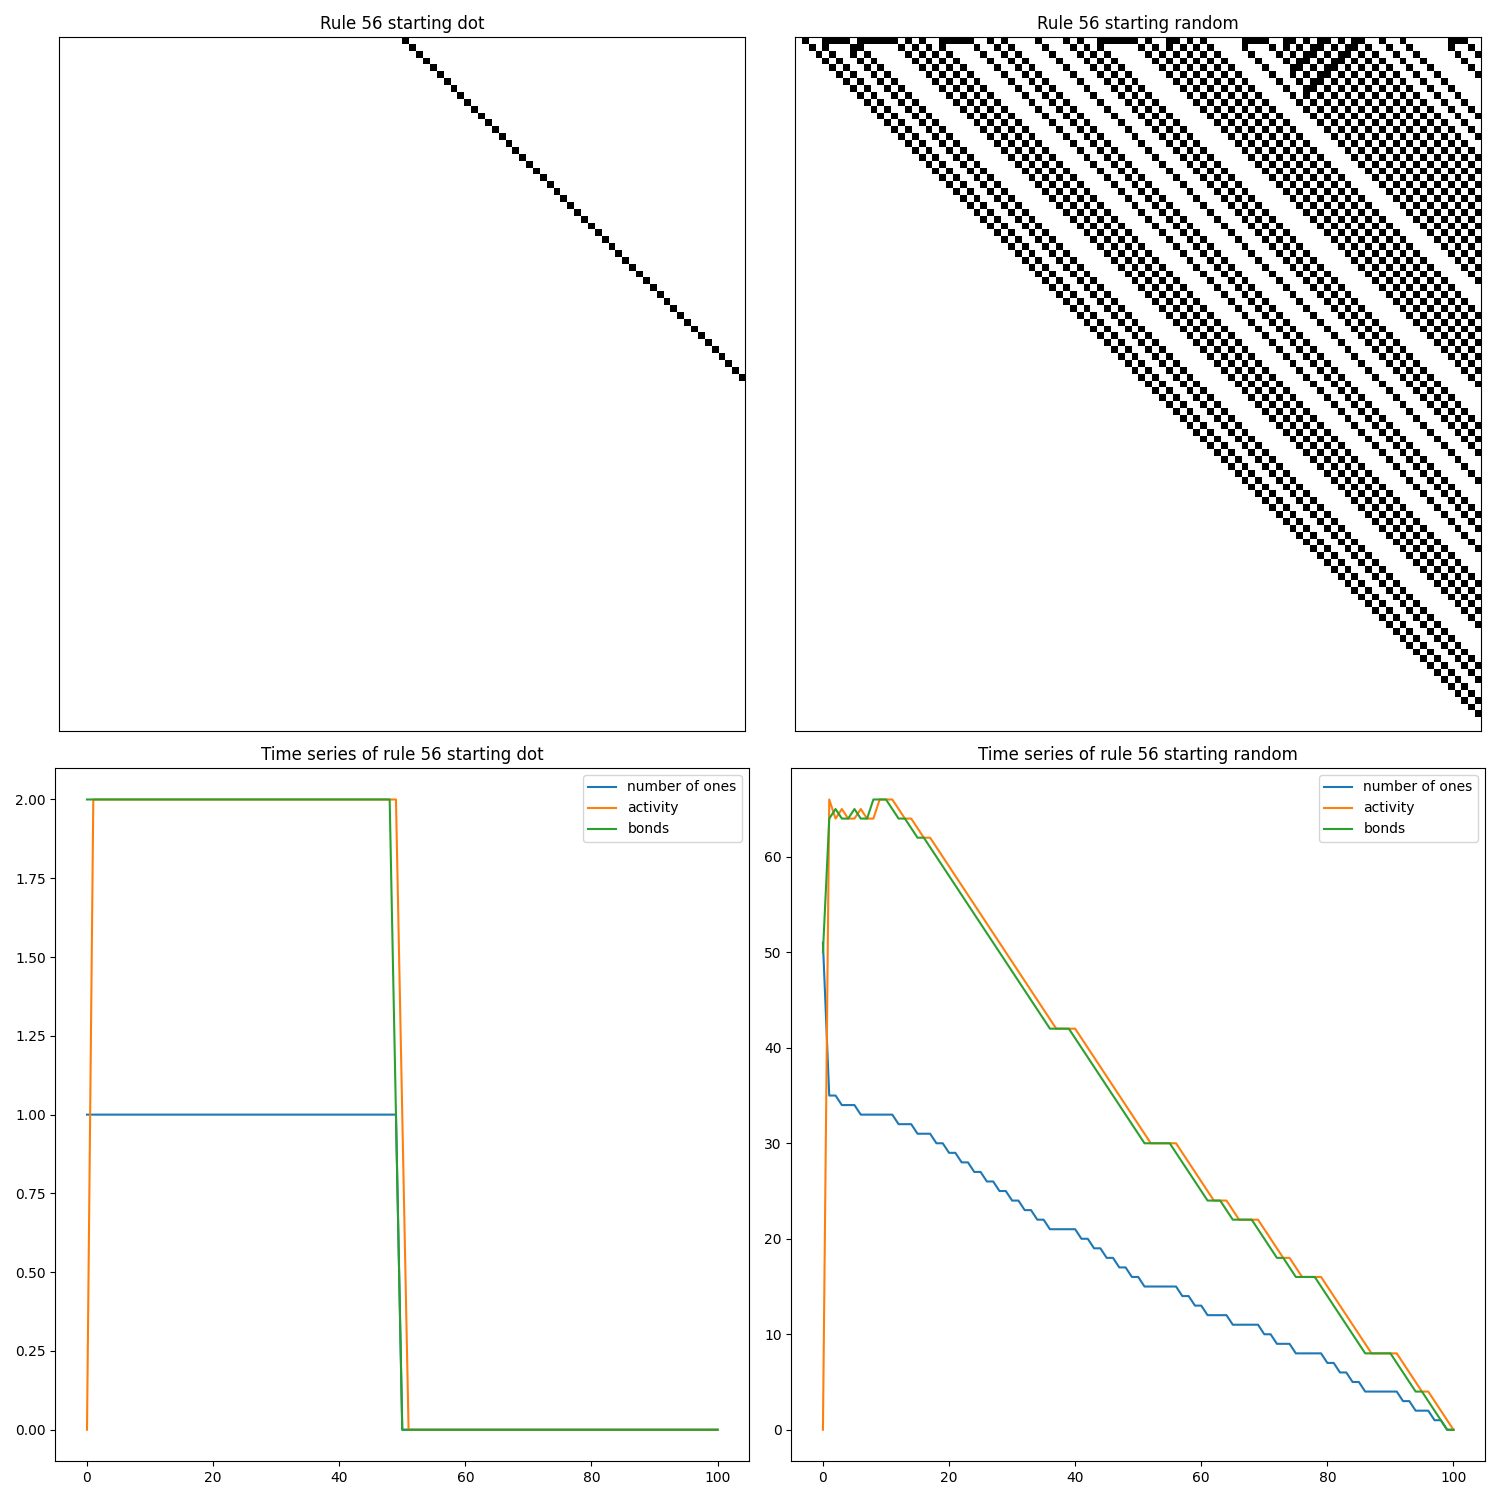 Rule 56 starting dot
Rule 56 starting random
Time series of rule 56 starting dot
2.00
1.75
1.50
1.25
1.00
0.75
0.50
0.25
0.00
0
20
40
60
80
100
number of ones
activity
bonds
Time series of rule 56 starting random
60
50
40
30
20
10
0
0
20
40
60
80
100
number of ones
activity
bonds